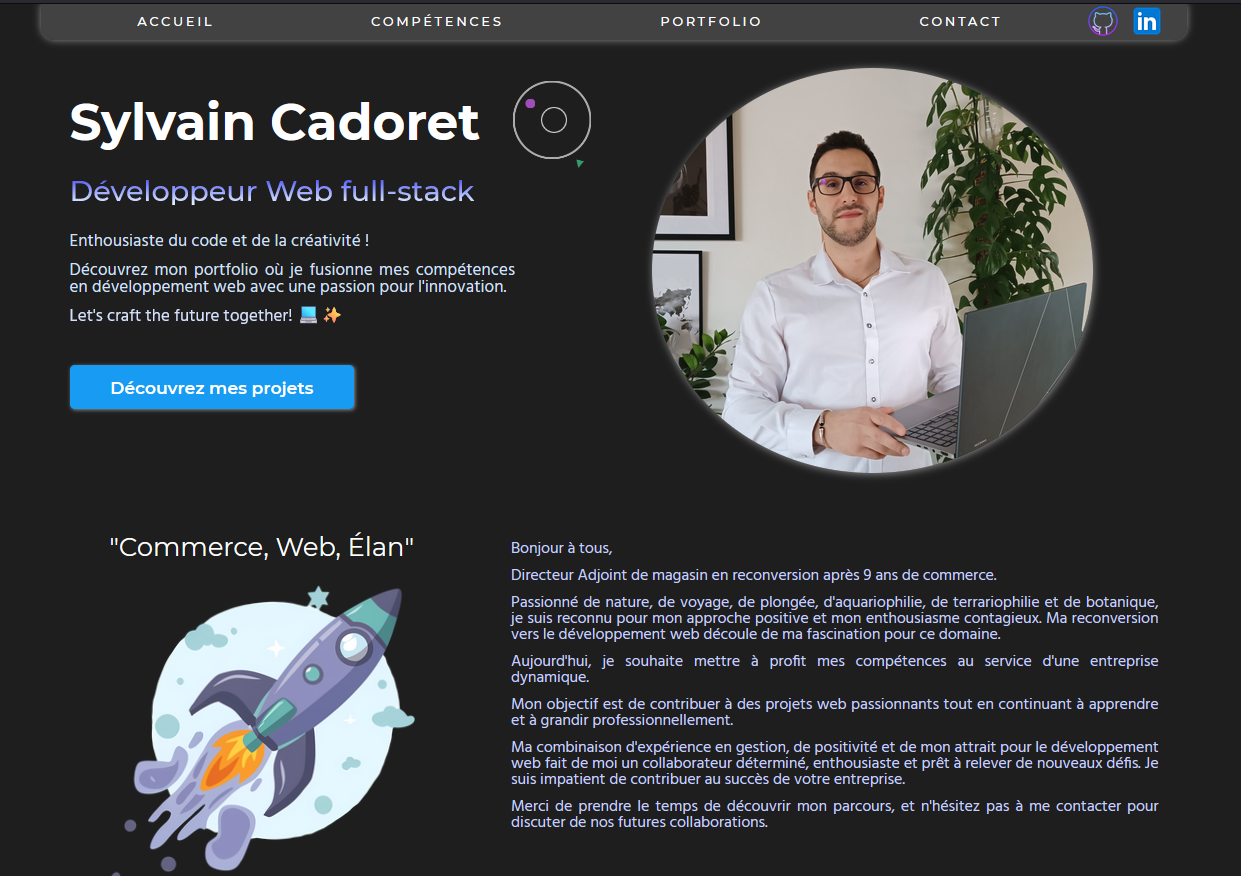 ACCUEIL COMPÉTENCES PORTFOLIO CONTACT in
Sylvain Cadoret
Développeur Web full-stack
Enthousiaste du code et de la créativité !
Découvrez mon portfolio où je fusionne mes compétences
en développement web avec une passion pour l'innovation.
Let's craft the future together! 💻 ✨
Découvrez mes projets
"Commerce, Web, Élan"
Bonjour à tous,
Directeur Adjoint de magasin en reconversion après 9 ans de commerce.
Passionné de nature, de voyage, de plongée, d'aquariophilie, de terrariophilie et de botanique,
je suis reconnu pour mon approche positive et mon enthousiasme contagieux. Ma reconversion
vers le développement web découle de ma fascination pour ce domaine.
Aujourd'hui, je souhaite mettre à profit mes compétences au service d'une entreprise
dynamique.
Mon objectif est de contribuer à des projets web passionnants tout en continuant à apprendre
et à grandir professionnellement.
Ma combinaison d'expérience en gestion, de positivité et de mon attrait pour le développement
web fait de moi un collaborateur déterminé, enthousiaste et prêt à relever de nouveaux défis. Je
suis impatient de contribuer au succès de votre entreprise.
Merci de prendre le temps de découvrir mon parcours, et n'hésitez pas à me contacter pour
discuter de nos futures collaborations.